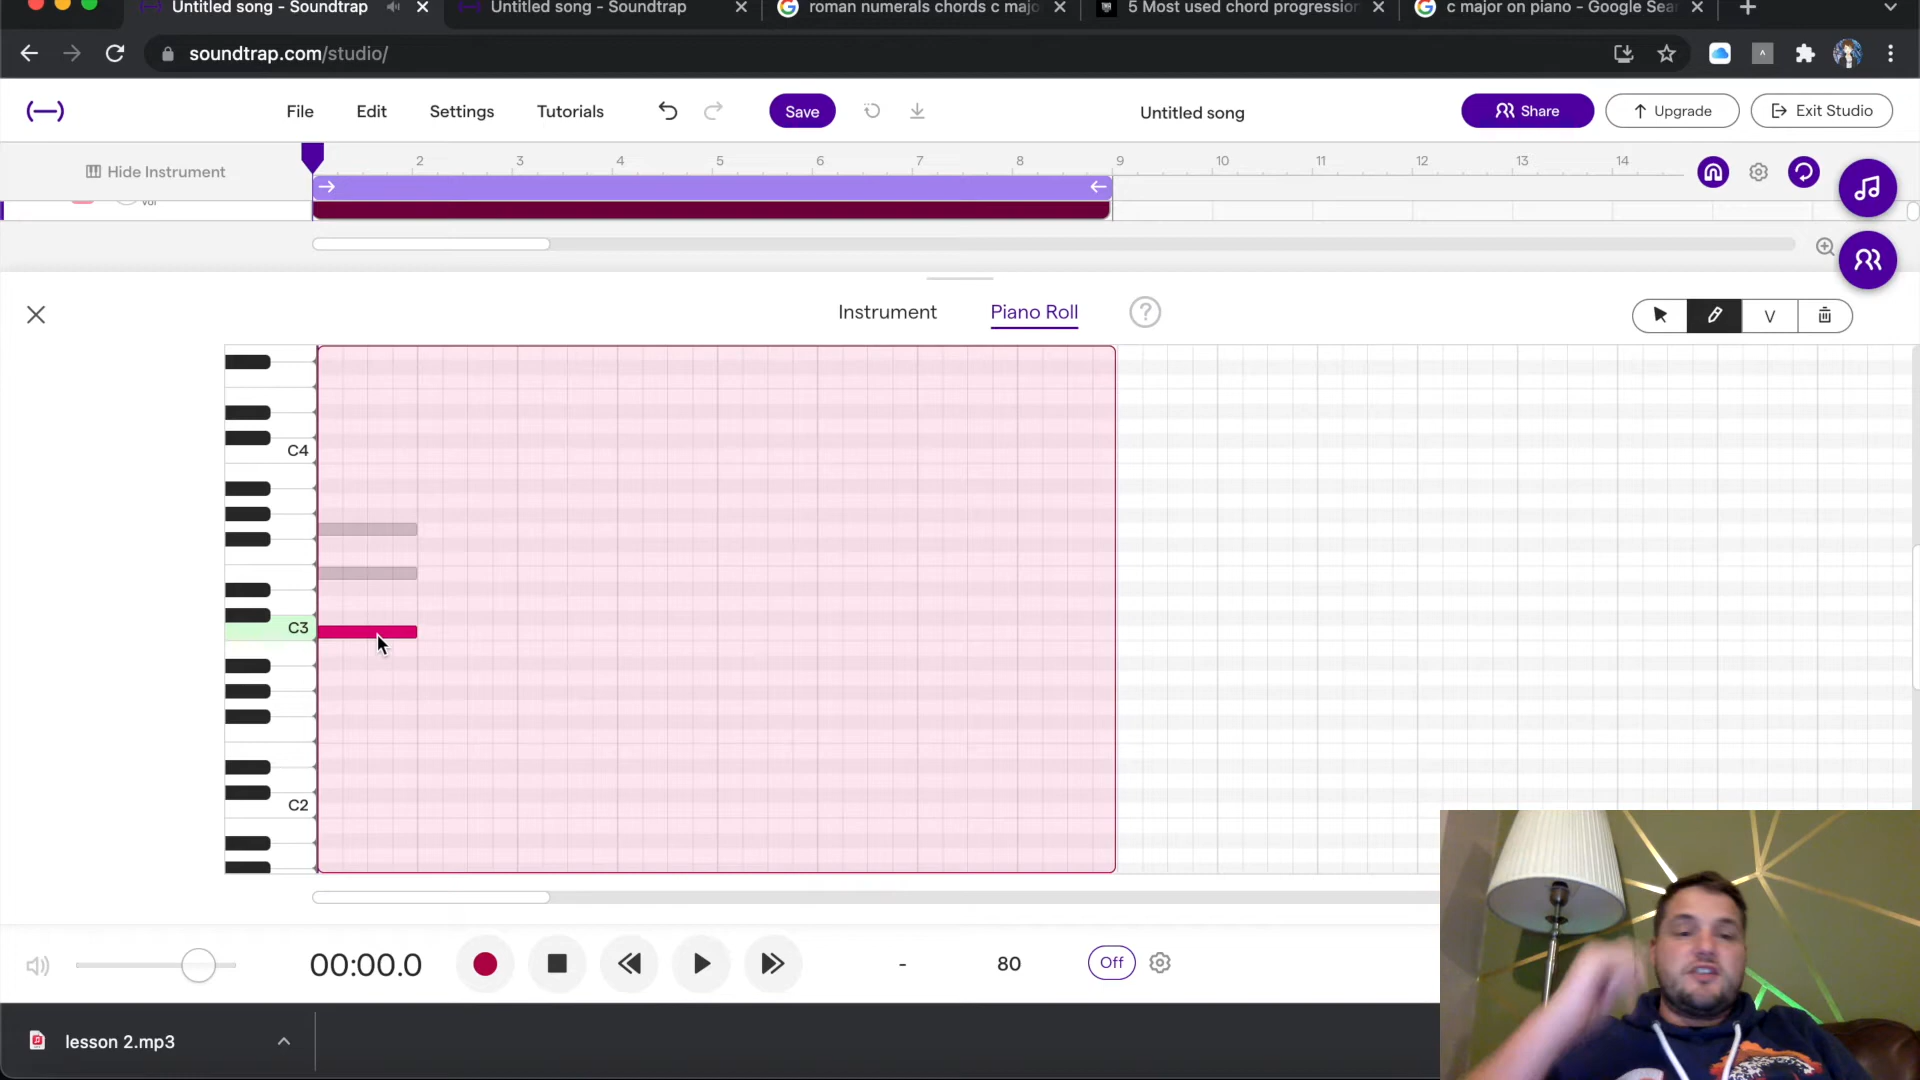 Untitled song - Soundtrap
Untitled song - Soundtrap
roman numerals chords c majo
5 Most used chord progression
c major on piano - Google Sear
soundtrap.com/studio/
File Edit Settings Tutorials Save Untitled song Share Upgrade Exit Studio
Hide Instrument 2 3 4 5 6 7 8 9 10 11 12 13 14
Vol
Instrument Piano Roll ? V
C4
C3
C2
00:00.0 - 80 Off
lesson 2.mp3